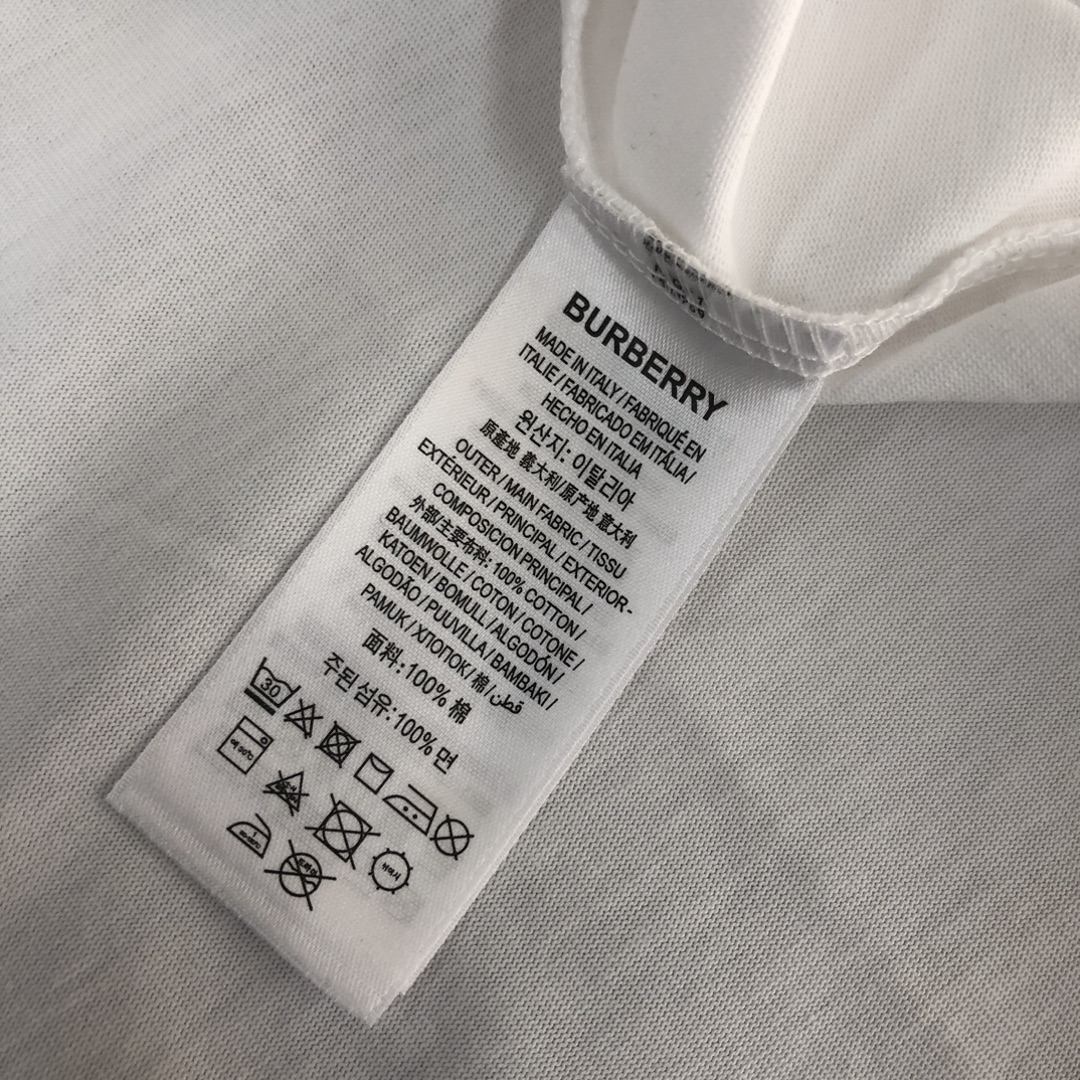 BURBERRY
MADE IN ITALY / FABRIQUÉ EN
ITALIE / FABRICADO EM ITÁLIA /
HECHO EN ITALIA
원산지: 이탈리아
原產地 義大利/原产地 意大利
OUTER / MAIN FABRIC / TISSU
EXTÉRIEUR / PRINCIPAL / EXTERIOR-
COMPOSICION PRINCIPAL /
外部/主要布料: 100% COTTON /
BAUMWOLLE / COTON / COTONE /
KATOEN / BOMULL / ALGODÓN /
ALGODÃO / PUUVILLA / BAMBAKI /
PAMUK / ХЛОПОК / 棉 / قطن
面料:100% 棉
주된 섬유:100% 면
30